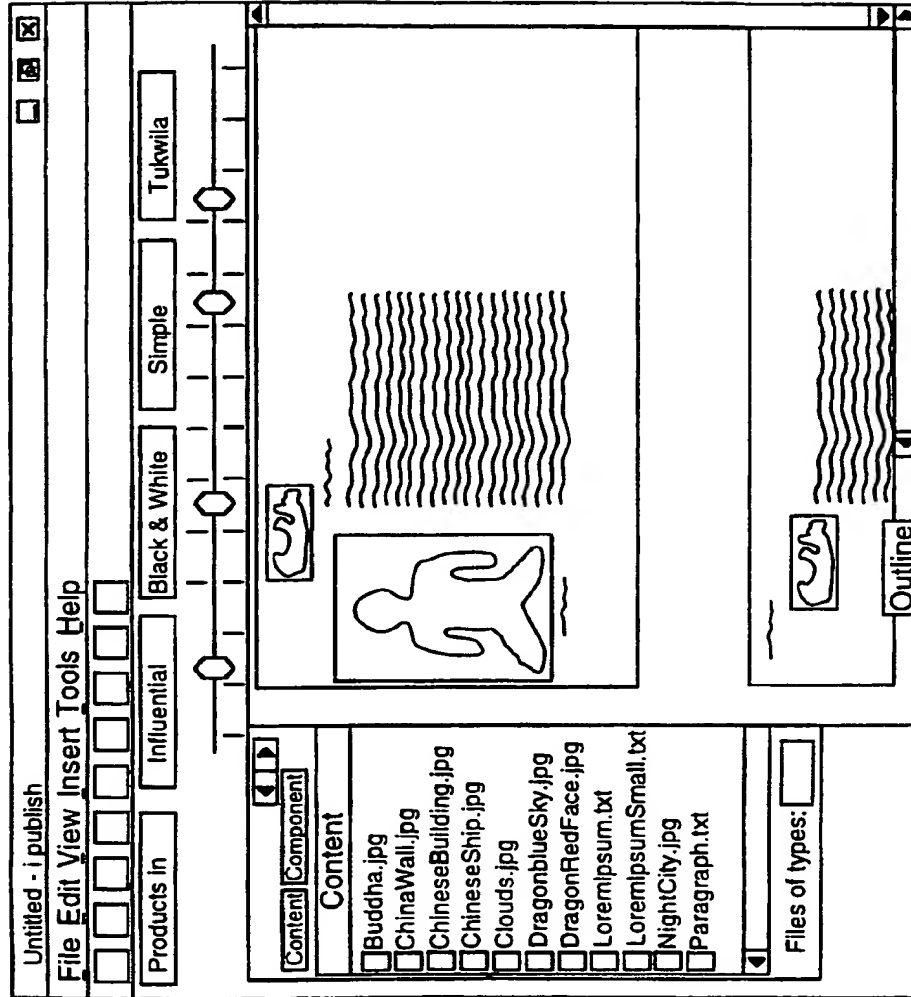 Untitled - i publish
File Edit View Insert Tools Help
Products in
Influential
Black & White
Simple
Tukwila
Content
Component
Content
Buddha.jpg
ChinaWall.jpg
ChineseBuilding.jpg
ChineseShip.jpg
Clouds.jpg
DragonblueSky.jpg
DragonRedFace.jpg
LoremIpsum.txt
LoremIpsumSmall.txt
NightCity.jpg
Paragraph.txt
Files of types:
Outline